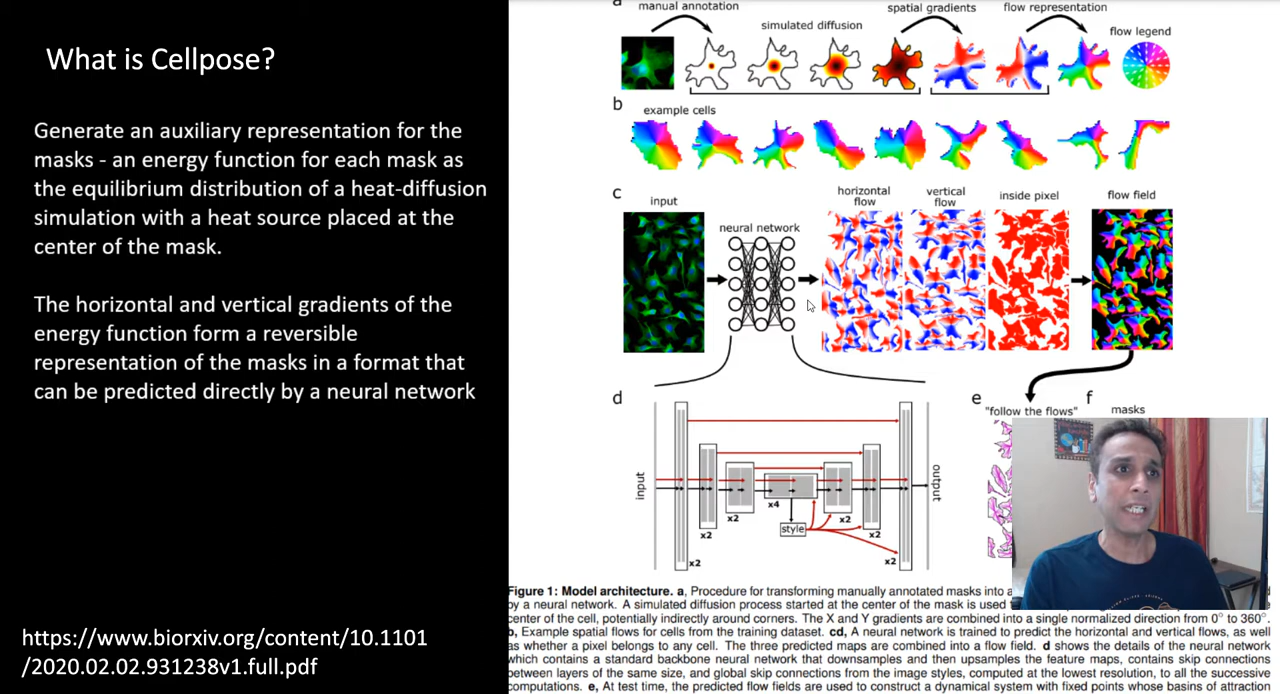 What is Cellpose?
Generate an auxiliary representation for the
masks - an energy function for each mask as
the equilibrium distribution of a heat-diffusion
simulation with a heat source placed at the
center of the mask.
The horizontal and vertical gradients of the
energy function form a reversible
representation of the masks in a format that
can be predicted directly by a neural network
https://www.biorxiv.org/content/10.1101
/2020.02.02.931238v1.full.pdf
a
manual annotation
simulated diffusion
spatial gradients
flow representation
flow legend
b
example cells
c
input
neural network
horizontal
flow
vertical
flow
inside pixel
flow field
d
input
x2
x2
x2
x4
style
x2
x2
x2
output
e
"follow the flows"
f
masks
Figure 1: Model architecture. a, Procedure for transforming manually annotated masks into a
by a neural network. A simulated diffusion process started at the center of the mask is used
center of the cell, potentially indirectly around corners. The X and Y gradients are combined into a single normalized direction from 0° to 360°.
b, Example spatial flows for cells from the training dataset. cd, A neural network is trained to predict the horizontal and vertical flows, as well
as whether a pixel belongs to any cell. The three predicted maps are combined into a flow field. d shows the details of the neural network
which contains a standard backbone neural network that downsamples and then upsamples the feature maps, contains skip connections
between layers of the same size, and global skip connections from the image styles, computed at the lowest resolution, to all the successive
computations. e, At test time, the predicted flow fields are used to construct a dynamical system with fixed points whose basins of attraction